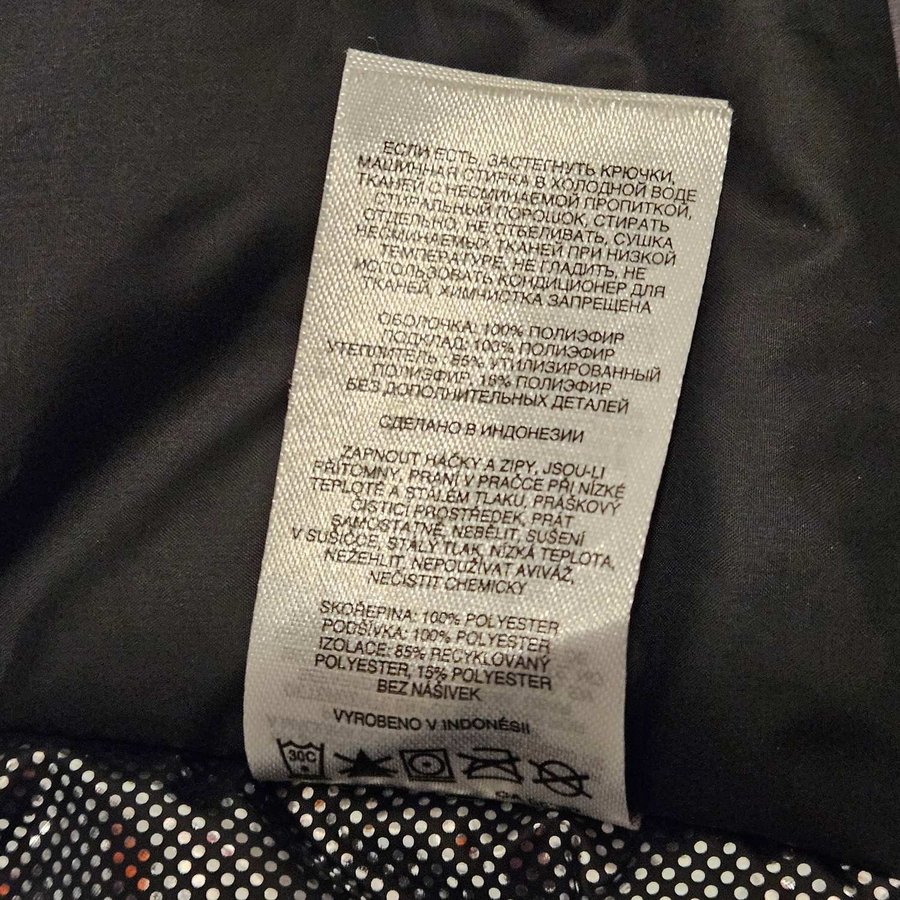 ЕСЛИ ЕСТЬ, ЗАСТЕГНУТЬ КРЮЧКИ,
МАШИННАЯ СТИРКА В ХОЛОДНОЙ ВОДЕ
ТКАНЕЙ С НЕСМИНАЕМОЙ ПРОПИТКОЙ,
СТИРАЛЬНЫЙ ПОРОШОК, СТИРАТЬ
ОТДЕЛЬНО, НЕ ОТБЕЛИВАТЬ, СУШКА
НЕСМИНАЕМЫХ ТКАНЕЙ ПРИ НИЗКОЙ
ТЕМПЕРАТУРЕ, НЕ ГЛАДИТЬ, НЕ
ИСПОЛЬЗОВАТЬ КОНДИЦИОНЕР ДЛЯ
ТКАНЕЙ, ХИМЧИСТКА ЗАПРЕЩЕНА
ОБОЛОЧКА: 100% ПОЛИЭФИР
ПОДКЛАД: 100% ПОЛИЭФИР
УТЕПЛИТЕЛЬ - 85% УТИЛИЗИРОВАННЫЙ
ПОЛИЭФИР, 15% ПОЛИЭФИР
БЕЗ ДОПОЛНИТЕЛЬНЫХ ДЕТАЛЕЙ
СДЕЛАНО В ИНДОНЕЗИИ
ZAPNOUT HÁČKY A ZIPY, JSOU-LI
PŘÍTOMNY, PRANÍ V PRAČCE PŘI NÍZKÉ
TEPLOTĚ A STÁLÉM TLAKU, PRÁŠKOVÝ
ČISTICÍ PROSTŘEDEK, PRÁT
SAMOSTATNĚ, NEBĚLIT, SUŠENÍ
V SUŠIČCE, STÁLÝ TLAK, NÍZKÁ TEPLOTA,
NEŽEHLIT, NEPOUŽÍVAT AVIVÁŽ,
NEČISTIT CHEMICKY
SKOŘEPINA: 100% POLYESTER
PODŠÍVKA: 100% POLYESTER
IZOLACE: 85% RECYKLOVANÝ
POLYESTER, 15% POLYESTER
BEZ NÁŠIVEK
VYROBENO V INDONÉSII
30C